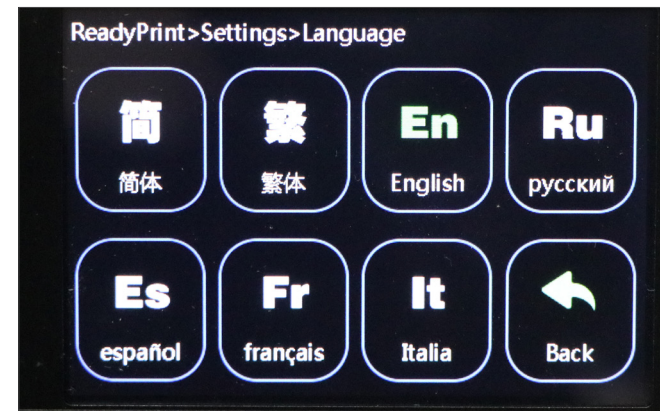 ReadyPrint>Settings>Language
简
简体
繁
繁体
En
English
Ru
русский
Es
español
Fr
français
It
Italia
Back